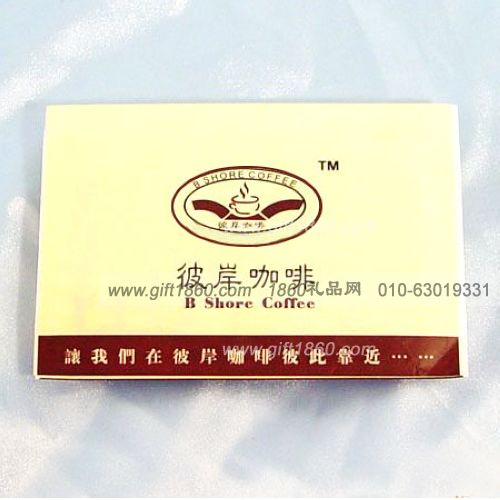 TM
B SHORE COFFEE
彼岸咖啡
彼岸咖啡
www.gift1860.com 1860礼品网 010-63019331
B Shore Coffee
讓我們在彼岸咖啡彼此靠近……
www.gift1860.com